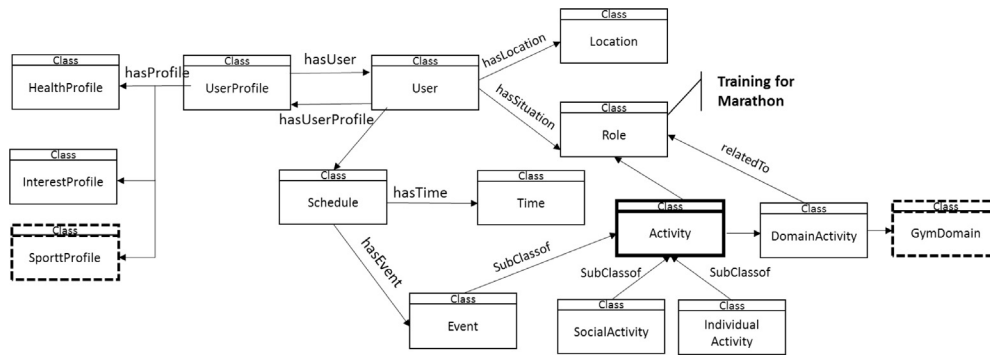 Class
Location
hasLocation
Class
HealthProfile
hasProfile
Class
UserProfile
hasUser
Class
User
hasUserProfile
hasSituation
Training for
Marathon
Class
Role
relatedTo
Class
InterestProfile
Class
Schedule
hasTime
Class
Time
Class
SporttProfile
hasEvent
SubClassof
Class
Activity
Class
DomainActivity
Class
GymDomain
SubClassof
SubClassof
Class
Event
Class
SocialActivity
Class
Individual
Activity